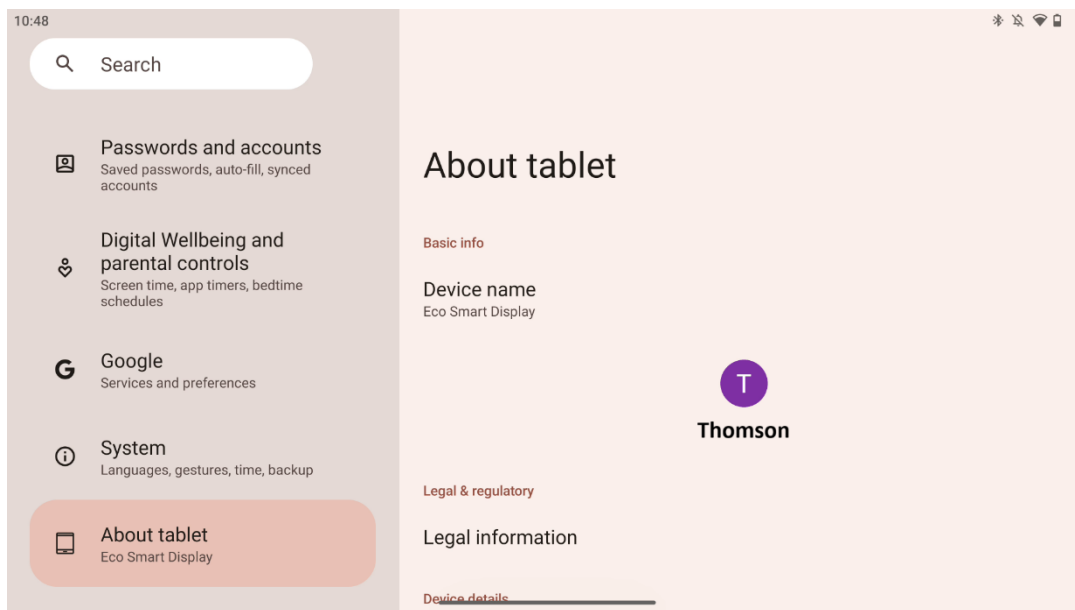 10:48
Search
Passwords and accounts
Saved passwords, auto-fill, synced
accounts
Digital Wellbeing and
parental controls
Screen time, app timers, bedtime
schedules
Google
Services and preferences
System
Languages, gestures, time, backup
About tablet
Eco Smart Display
About tablet
Basic info
Device name
Eco Smart Display
T
Thomson
Legal & regulatory
Legal information
Device details